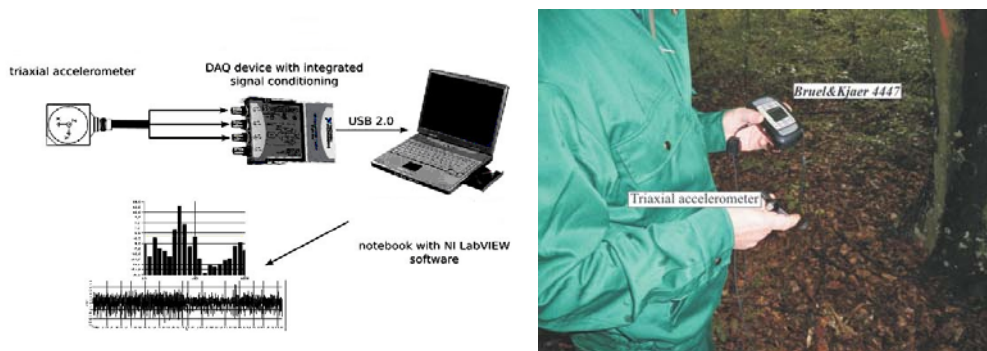 triaxial accelerometer
DAQ device with integrated
signal conditioning
USB 2.0
notebook with NI LabVIEW
software
Bruel&Kjaer 4447
Triaxial accelerometer